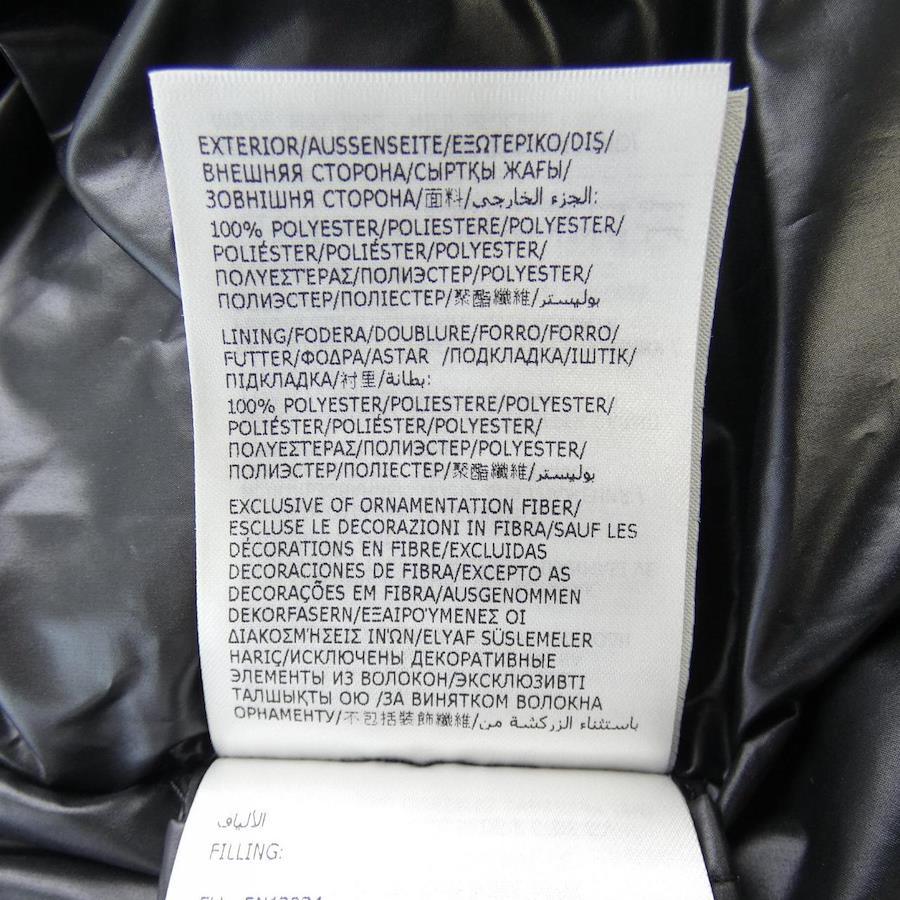 EXTERIOR/AUSSENSEITE/ΕΞΩΤΕΡΙΚΟ/DIŞ/
ВНЕШНЯЯ СТОРОНА/СЫРТҚЫ ЖАҒЫ/
ЗОВНІШНЯ СТОРОНА/面料/الجزء الخارجي:
100% POLYESTER/POLIESTERE/POLYESTER/
POLIÉSTER/POLIÉSTER/POLYESTER/
ΠΟΛΥΕΣΤΕΡΑΣ/ПОЛИЭСТЕР/POLYESTER/
ПОЛИЭСТЕР/ПОЛІЕСТЕР/聚酯纖維/بوليستر
LINING/FODERA/DOUBLURE/FORRO/FORRO/
FUTTER/ΦΟΔΡΑ/ASTAR /ПОДКЛАДКА/ІШТІК/
ПІДКЛАДКА/衬里/بطانة:
100% POLYESTER/POLIESTERE/POLYESTER/
POLIÉSTER/POLIÉSTER/POLYESTER/
ΠΟΛΥΕΣΤΕΡΑΣ/ПОЛИЭСТЕР/POLYESTER/
ПОЛИЭСТЕР/ПОЛІЕСТЕР/聚酯纖維/بوليستر
EXCLUSIVE OF ORNAMENTATION FIBER/
ESCLUSE LE DECORAZIONI IN FIBRA/SAUF LES
DÉCORATIONS EN FIBRE/EXCLUIDAS
DECORACIONES DE FIBRA/EXCEPTO AS
DECORAÇÕES EM FIBRA/AUSGENOMMEN
DEKORFASERN/ΕΞΑΙΡΟΎΜΕΝΕΣ ΟΙ
ΔΙΑΚΟΣΜΉΣΕΙΣ ΙΝΏΝ/ELYAF SÜSLEMELER
HARIÇ/ИСКЛЮЧЕНЫ ДЕКОРАТИВНЫЕ
ЭЛЕМЕНТЫ ИЗ ВОЛОКОН/ЭКСКЛЮЗИВТІ
ТАЛШЫҚТЫ ОЮ /ЗА ВИНЯТКОМ ВОЛОКНА
ОРНАМЕНТУ/不包括裝飾纖維/باستثناء الزركشة من
الألياف
FILLING: